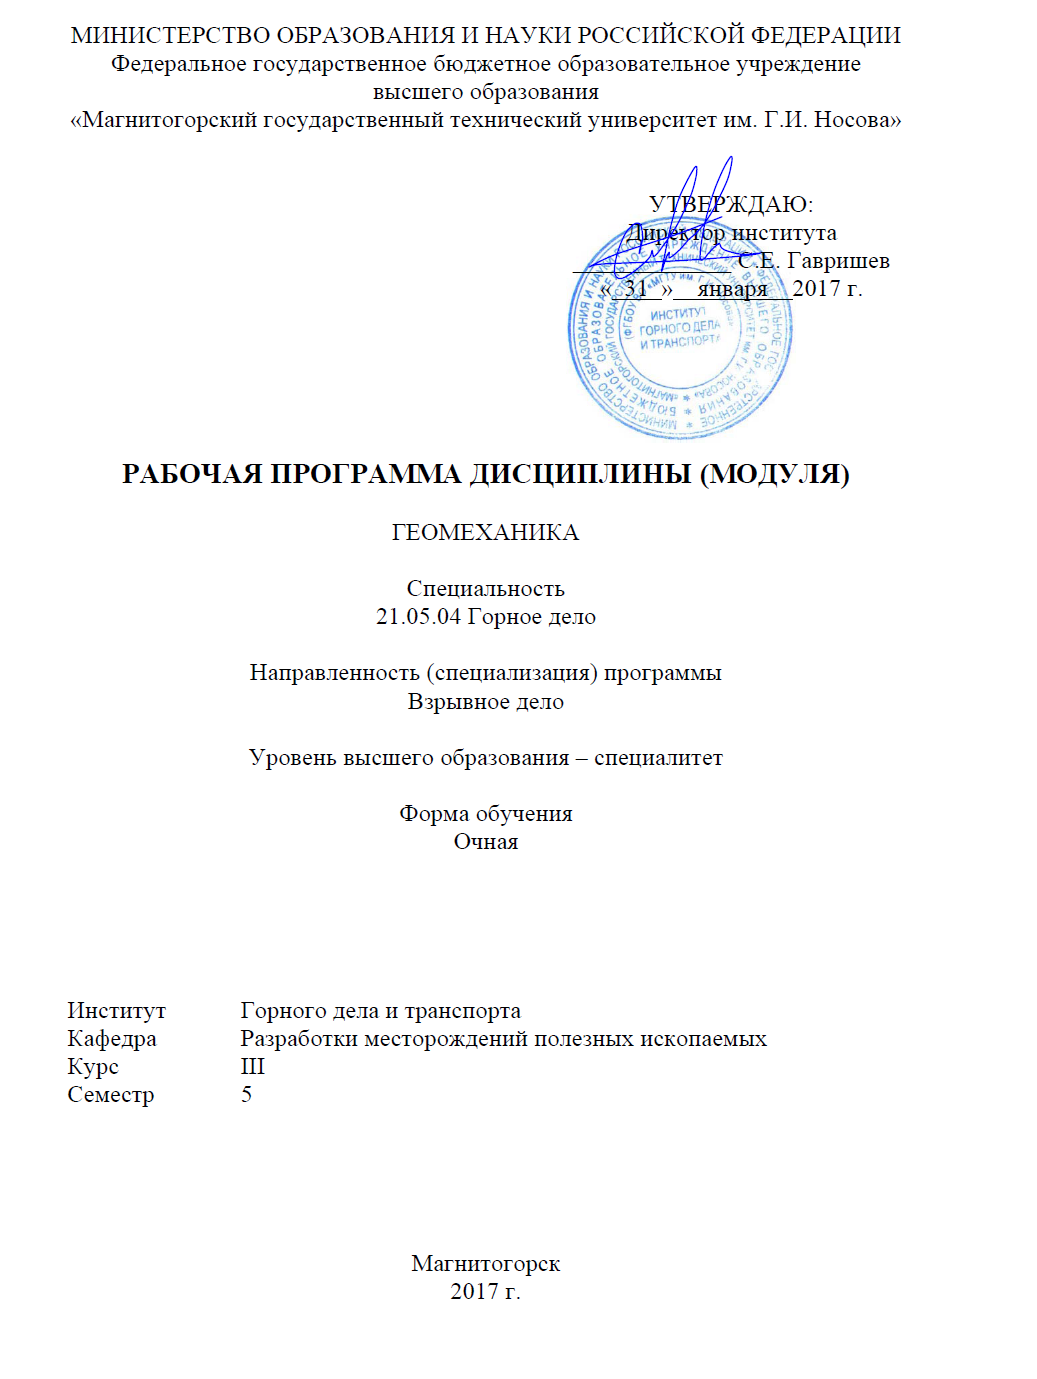 МИНИСТЕРСТВО ОБРАЗОВАНИЯ И НАУКИ РОССИЙСКОЙ ФЕДЕРАЦИИ
Федеральное государственное бюджетное образовательное учреждение
высшего образования
«Магнитогорский государственный технический университет им. Г.И. Носова»
УТВЕРЖДАЮ:
Директор института
С.Е. Гавришев
«_31_»__января__2017 г.
ИНСТИТУТ
ГОРНОГО ДЕЛА
И ТРАНСПОРТА
РАБОЧАЯ ПРОГРАММА ДИСЦИПЛИНЫ (МОДУЛЯ)
ГЕОМЕХАНИКА
Специальность
21.05.04 Горное дело
Направленность (специализация) программы
Взрывное дело
Уровень высшего образования – специалитет
Форма обучения
Очная
Институт Горного дела и транспорта
Кафедра Разработки месторождений полезных ископаемых
Курс III
Семестр 5
Магнитогорск
2017 г.